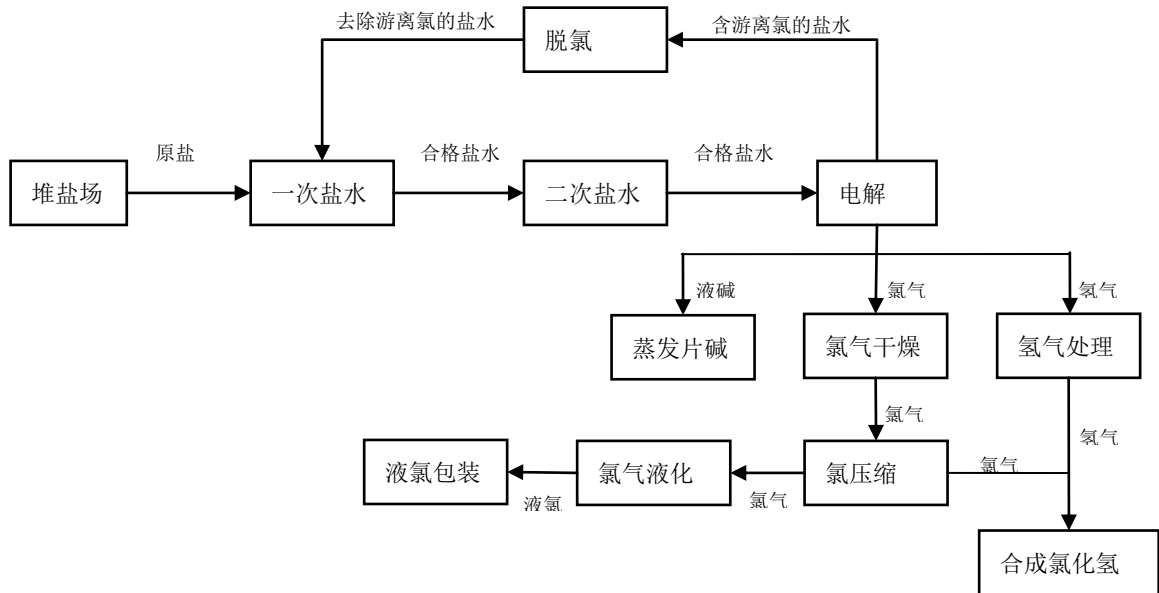 去除游离氯的盐水
脱氯
含游离氯的盐水
原盐
合格盐水
合格盐水
堆盐场
一次盐水
二次盐水
电解
液碱
氯气
氢气
蒸发片碱
氯气干燥
氢气处理
氯气
氢气
液氯包装
氯气液化
氯压缩
氯气
液氯
氯气
合成氯化氢